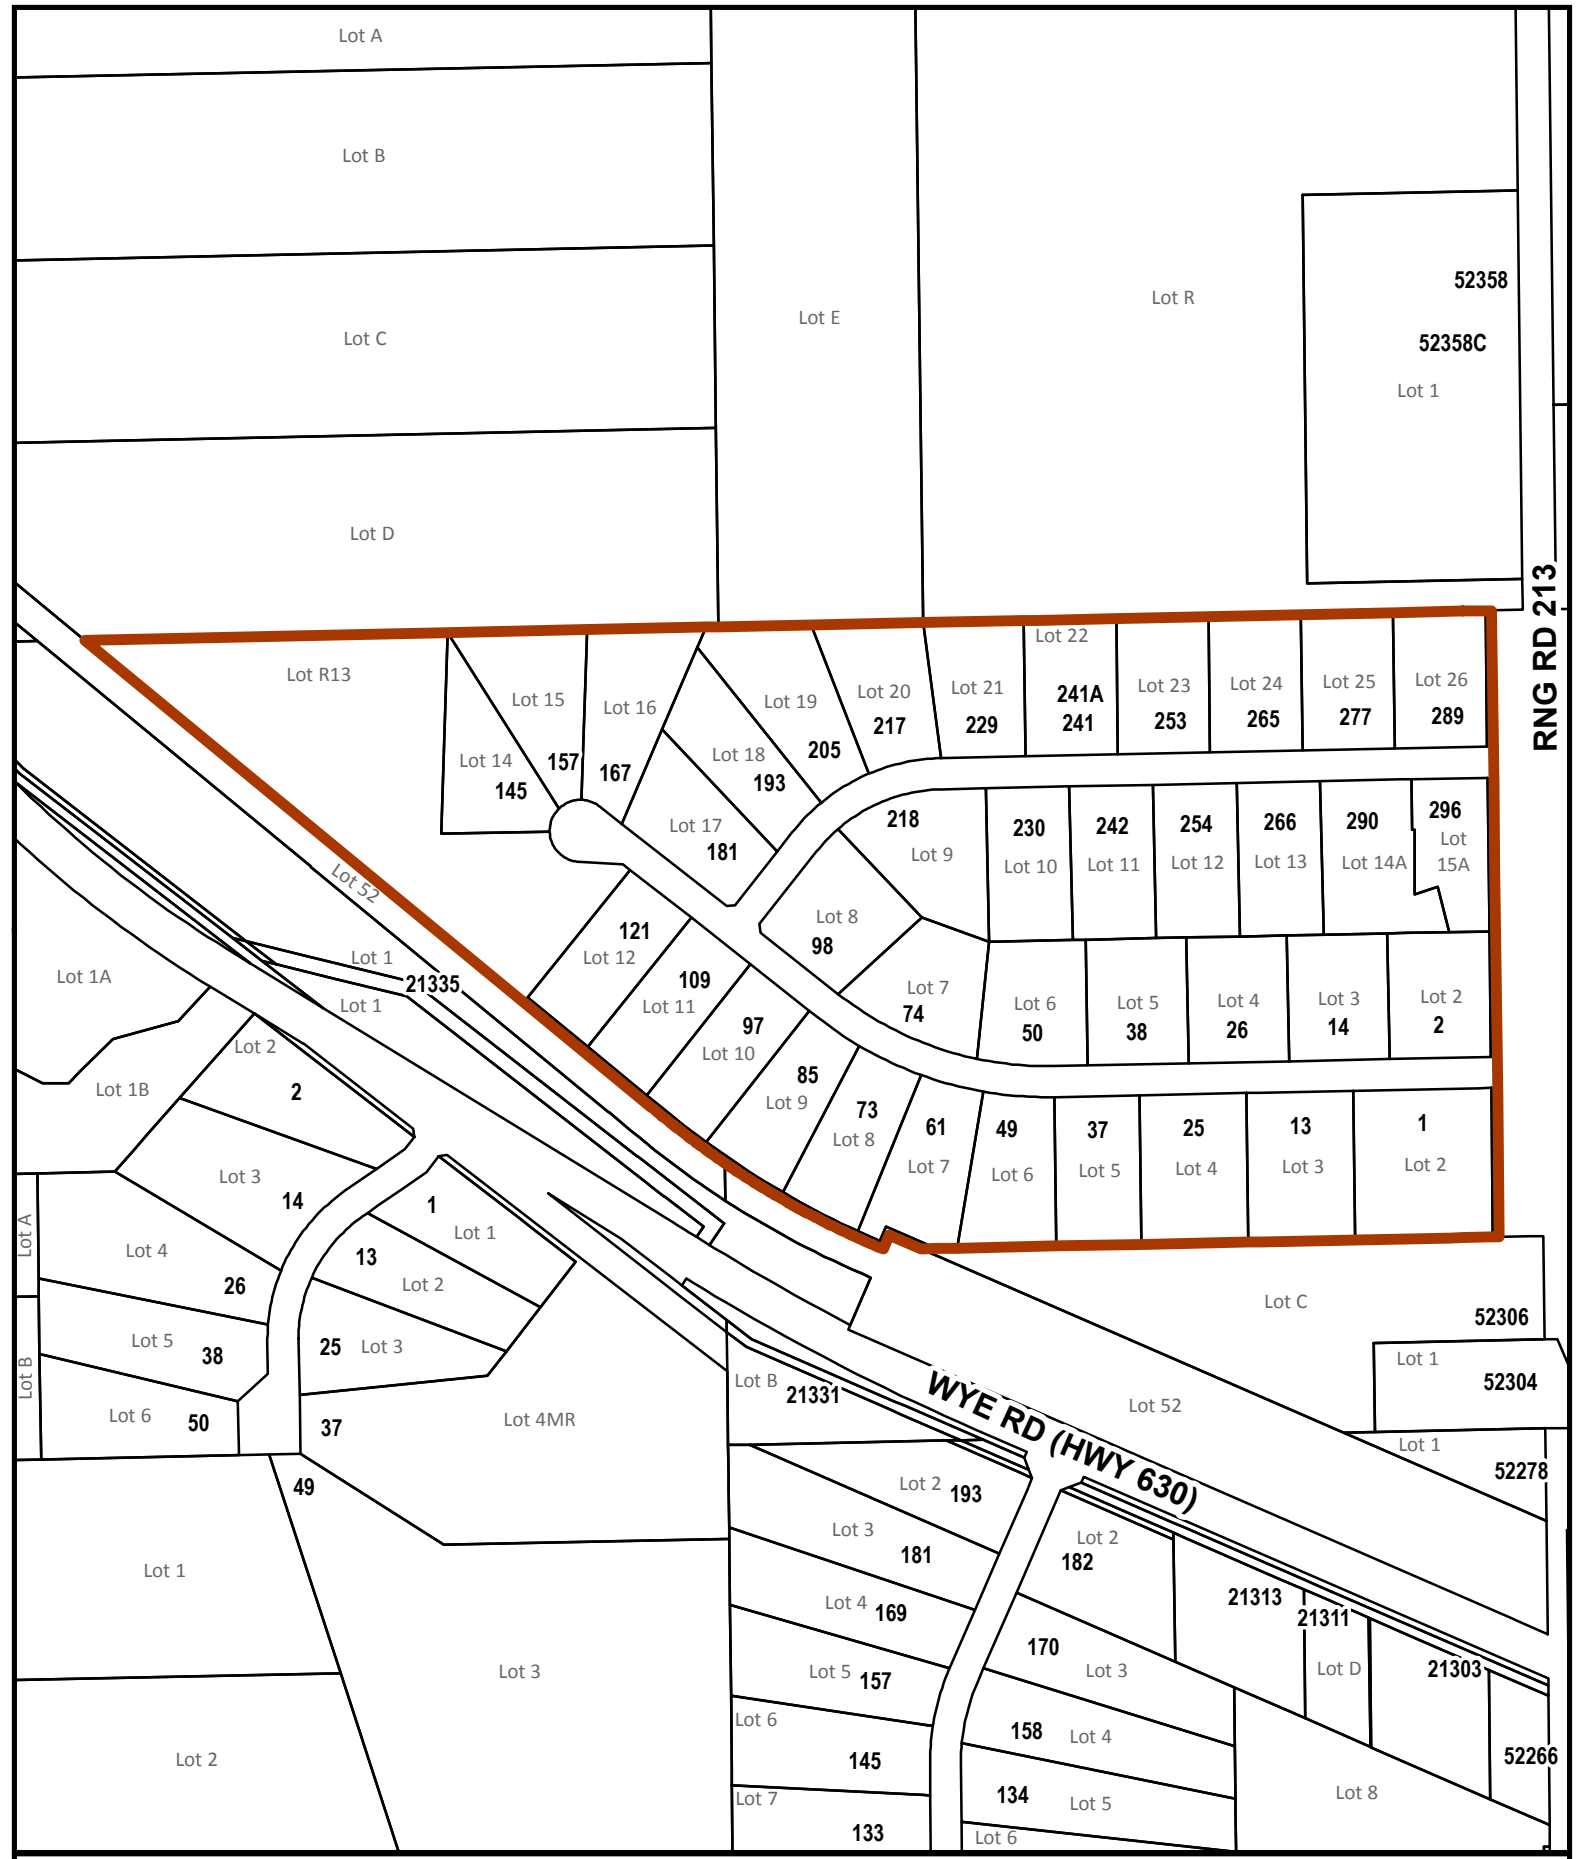 Lot A
Lot B
Lot C
Lot D
Lot E
Lot R
52358
52358C
Lot 1
RNG RD 213
Lot R13
Lot 14
145
Lot 15
157
Lot 16
167
Lot 17
181
Lot 18
193
Lot 19
205
Lot 20
217
Lot 21
229
Lot 22
241A
241
Lot 23
253
Lot 24
265
Lot 25
277
Lot 26
289
218
Lot 9
230
Lot 10
242
Lot 11
254
Lot 12
266
Lot 13
290
Lot 14A
296
Lot
15A
Lot 8
98
Lot 7
74
Lot 6
50
Lot 5
38
Lot 4
26
Lot 3
14
Lot 2
2
121
Lot 12
109
Lot 11
97
Lot 10
85
Lot 9
73
Lot 8
61
Lot 7
49
Lot 6
37
Lot 5
25
Lot 4
13
Lot 3
1
Lot 2
Lot 52
Lot 1
21335
Lot 1
Lot 1A
Lot 1B
Lot 2
2
Lot 3
14
Lot A
Lot 4
26
Lot B
Lot 5
38
Lot 6
50
1
Lot 1
13
Lot 2
25
Lot 3
37
Lot 4MR
49
Lot 1
Lot 2
Lot 3
Lot C
52306
Lot 1
52304
Lot 1
52278
Lot 52
WYE RD (HWY 630)
Lot B
21331
Lot 2
193
Lot 3
181
Lot 4
169
Lot 5
157
Lot 6
145
Lot 7
133
Lot 2
182
170
Lot 3
158
Lot 4
134
Lot 5
Lot 6
21313
21311
Lot D
21303
52266
Lot 8